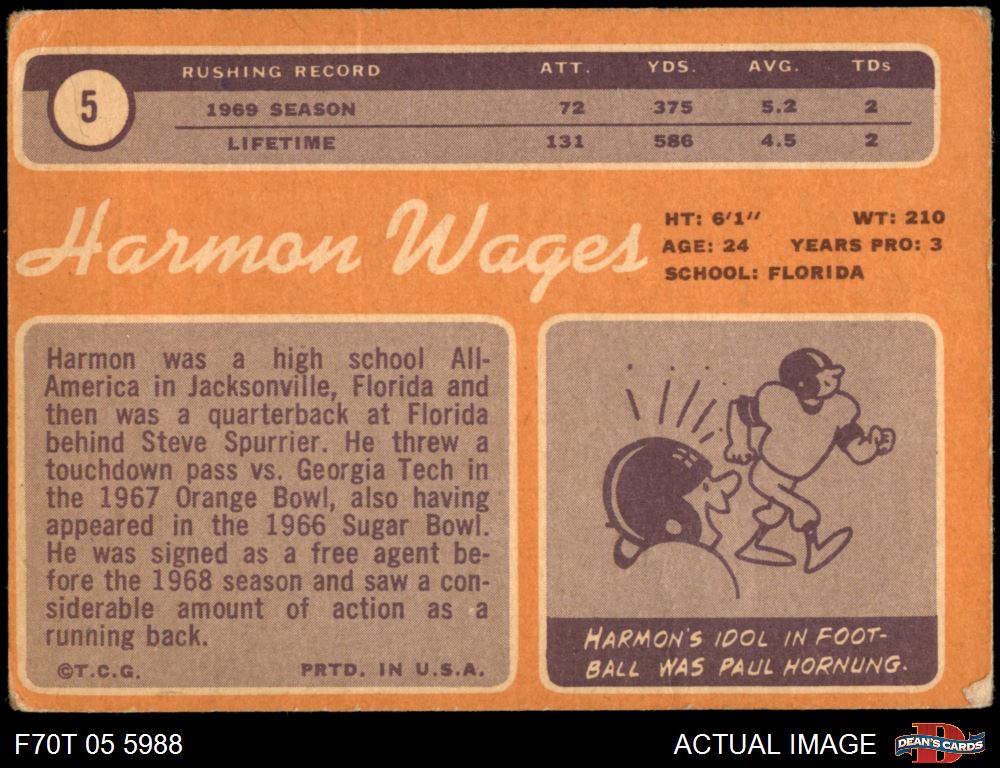 5
RUSHING RECORD ATT. YDS. AVG. TDs
1969 SEASON 72 375 5.2 2
LIFETIME 131 586 4.5 2
Harmon Wages
HT: 6'1" WT: 210
AGE: 24 YEARS PRO: 3
SCHOOL: FLORIDA
Harmon was a high school All-
America in Jacksonville, Florida and
then was a quarterback at Florida
behind Steve Spurrier. He threw a
touchdown pass vs. Georgia Tech in
the 1967 Orange Bowl, also having
appeared in the 1966 Sugar Bowl.
He was signed as a free agent be-
fore the 1968 season and saw a con-
siderable amount of action as a
running back.
©T.C.G. PRTD. IN U.S.A.
HARMON'S IDOL IN FOOT-
BALL WAS PAUL HORNUNG.
F70T 05 5988
ACTUAL IMAGE
D
DEAN'S CARDS